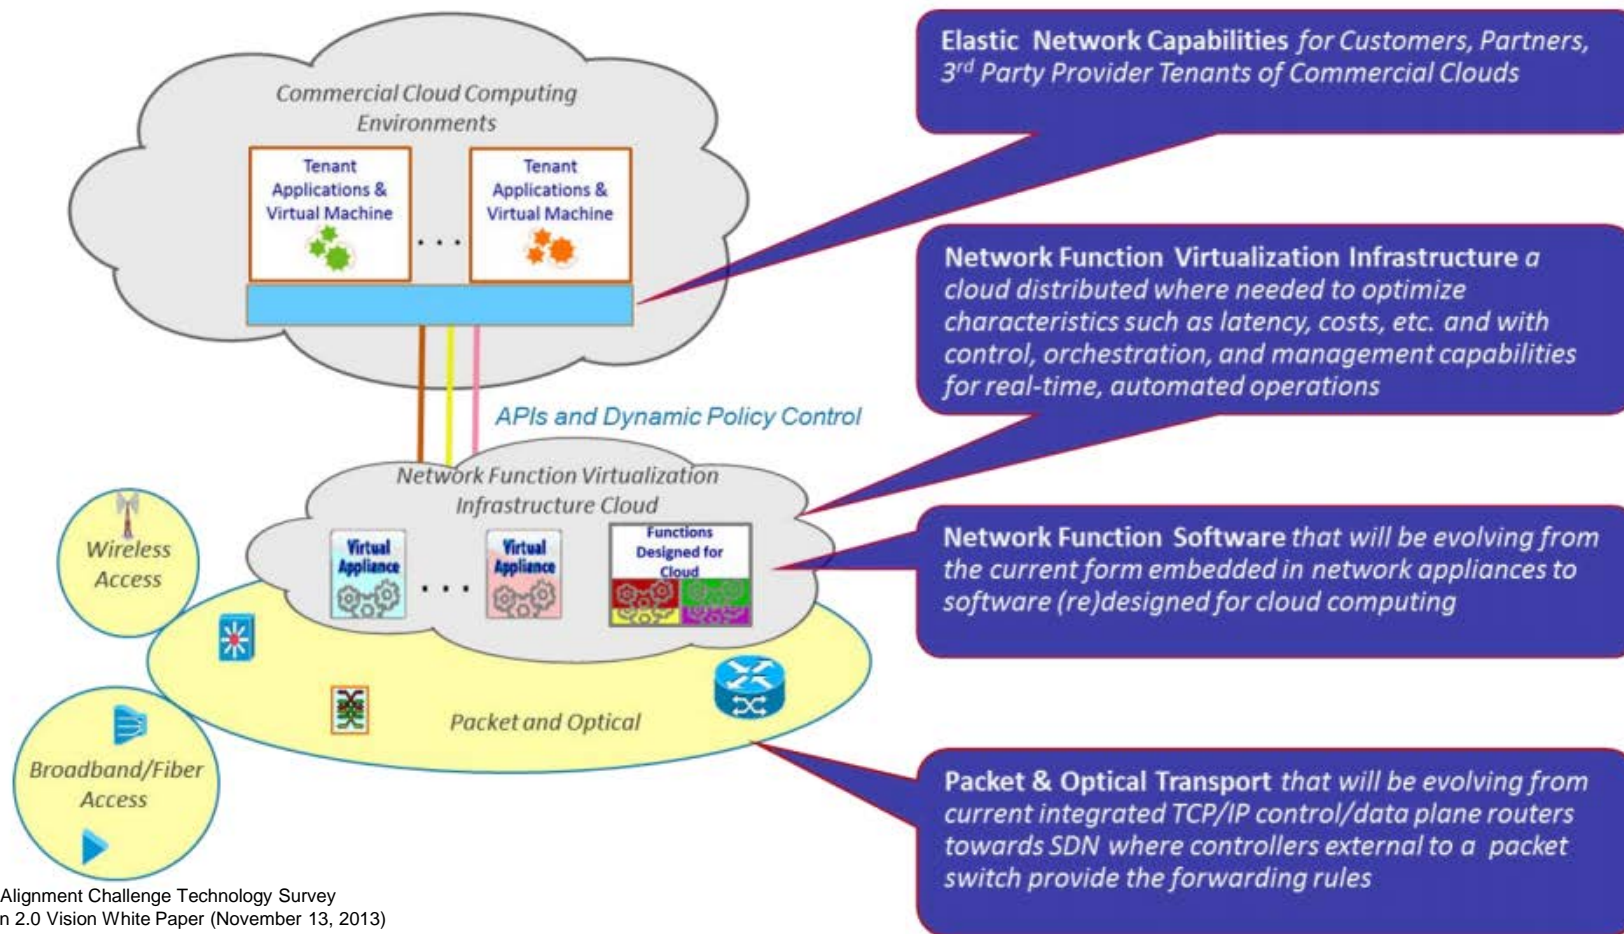 Commercial Cloud Computing
Environments
Tenant
Applications &
Virtual Machine
. . .
Tenant
Applications &
Virtual Machine
APIs and Dynamic Policy Control
Network Function Virtualization
Infrastructure Cloud
Virtual
Appliance
. . .
Virtual
Appliance
Functions
Designed for
Cloud
Wireless
Access
Packet and Optical
Broadband/Fiber
Access
Elastic Network Capabilities for Customers, Partners,
3rd Party Provider Tenants of Commercial Clouds
Network Function Virtualization Infrastructure a
cloud distributed where needed to optimize
characteristics such as latency, costs, etc. and with
control, orchestration, and management capabilities
for real-time, automated operations
Network Function Software that will be evolving from
the current form embedded in network appliances to
software (re)designed for cloud computing
Packet & Optical Transport that will be evolving from
current integrated TCP/IP control/data plane routers
towards SDN where controllers external to a packet
switch provide the forwarding rules
Alignment Challenge Technology Survey
n 2.0 Vision White Paper (November 13, 2013)